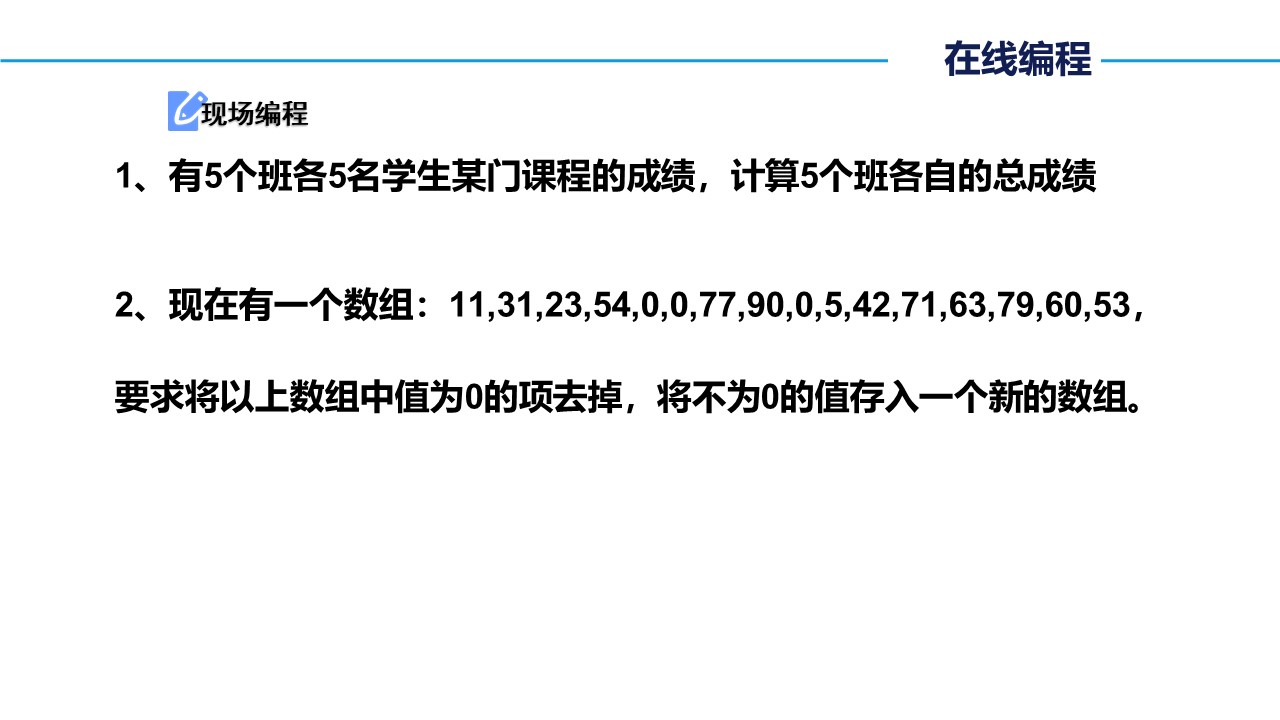 在线编程
现场编程
1、有5个班各5名学生某门课程的成绩，计算5个班各自的总成绩
2、现在有一个数组：11,31,23,54,0,0,77,90,0,5,42,71,63,79,60,53，
要求将以上数组中值为0的项去掉，将不为0的值存入一个新的数组。